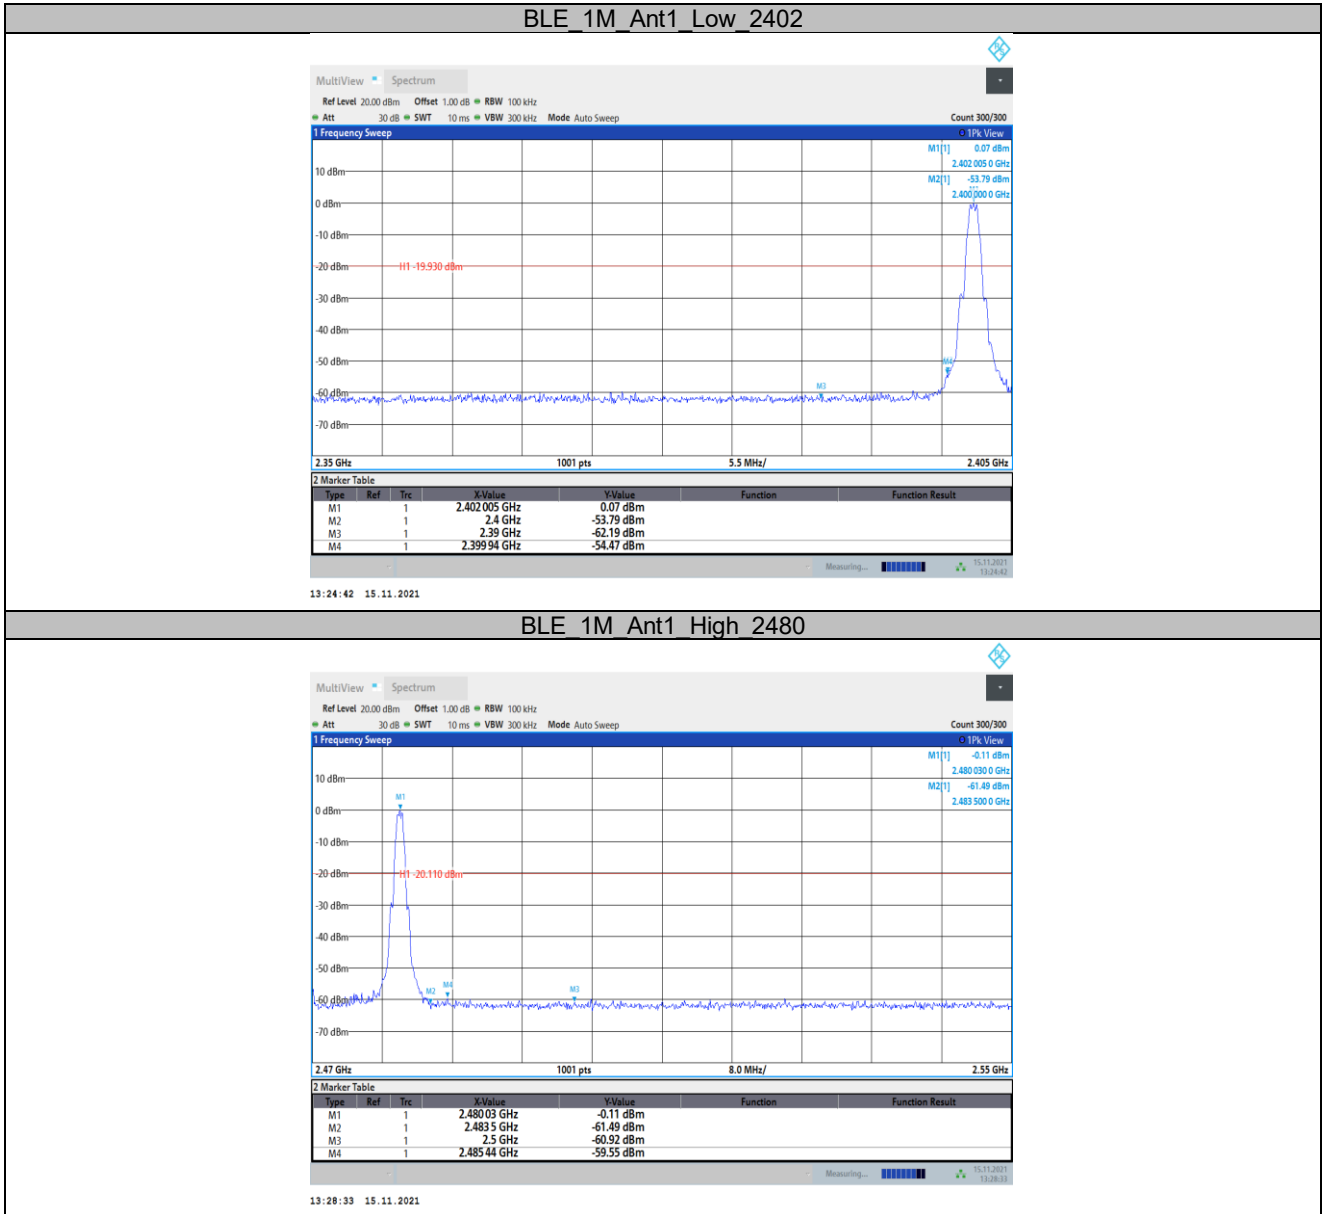 BLE_1M_Ant1_Low_2402
MultiView Spectrum
Ref Level 20.00 dBm Offset 1.00 dB RBW 100 kHz
Att 30 dB SWT 10 ms VBW 300 kHz Mode Auto Sweep Count 300/300
1 Frequency Sweep 1Pk View
M1[1] 0.07 dBm
2.402 005 0 GHz
10 dBm
M2[1] -53.79 dBm
2.400 000 0 GHz
0 dBm
-10 dBm
-20 dBm H1 -19.930 dBm
-30 dBm
-40 dBm
-50 dBm M4
M3
-60 dBm
-70 dBm
2.35 GHz 1001 pts 5.5 MHz/ 2.405 GHz
2 Marker Table
Type Ref Trc X-Value Y-Value Function Function Result
M1 1 2.402 005 GHz 0.07 dBm
M2 1 2.4 GHz -53.79 dBm
M3 1 2.39 GHz -62.19 dBm
M4 1 2.399 94 GHz -54.47 dBm
Measuring... 15.11.2021
13:24:42
13:24:42 15.11.2021
BLE_1M_Ant1_High_2480
MultiView Spectrum
Ref Level 20.00 dBm Offset 1.00 dB RBW 100 kHz
Att 30 dB SWT 10 ms VBW 300 kHz Mode Auto Sweep Count 300/300
1 Frequency Sweep 1Pk View
M1[1] -0.11 dBm
2.480 030 0 GHz
10 dBm
M2[1] -61.49 dBm
2.483 500 0 GHz
M1
0 dBm
-10 dBm
-20 dBm H1 -20.110 dBm
-30 dBm
-40 dBm
-50 dBm
M2 M4 M3
-60 dBm
-70 dBm
2.47 GHz 1001 pts 8.0 MHz/ 2.55 GHz
2 Marker Table
Type Ref Trc X-Value Y-Value Function Function Result
M1 1 2.480 03 GHz -0.11 dBm
M2 1 2.483 5 GHz -61.49 dBm
M3 1 2.5 GHz -60.92 dBm
M4 1 2.485 44 GHz -59.55 dBm
Measuring... 15.11.2021
13:28:33
13:28:33 15.11.2021